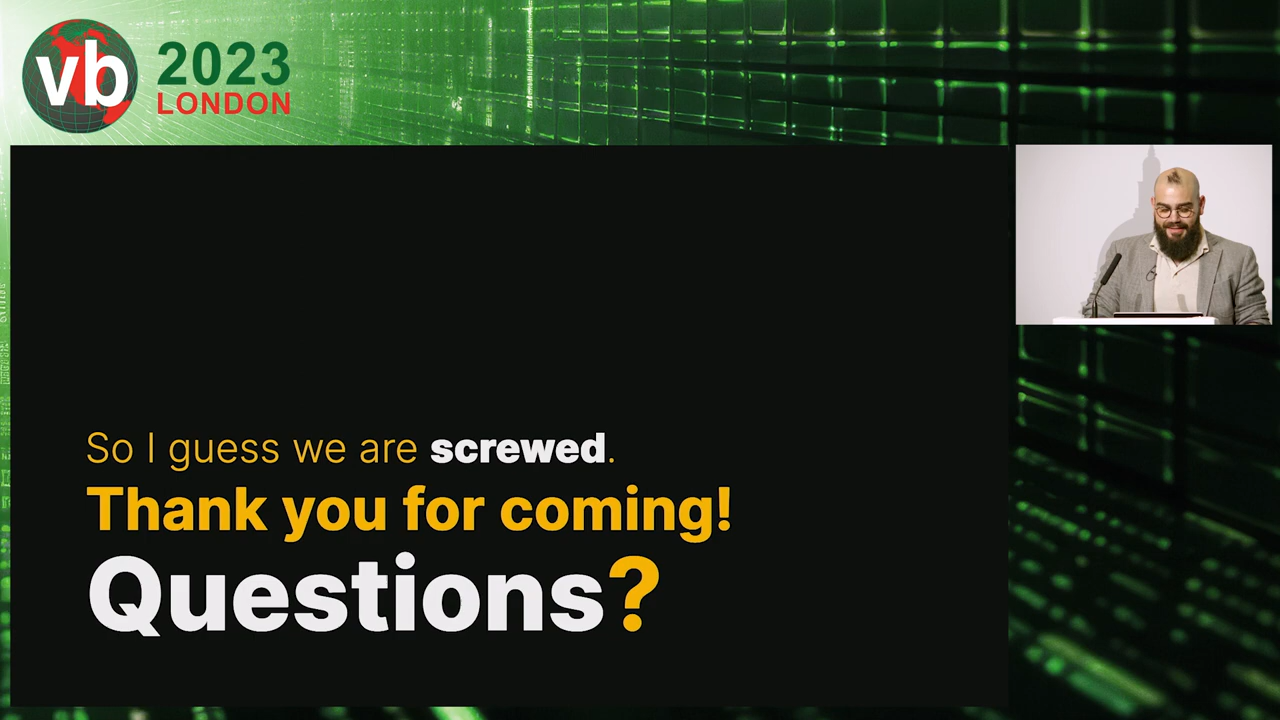 vb
2023
LONDON
So I guess we are screwed.
Thank you for coming!
Questions?